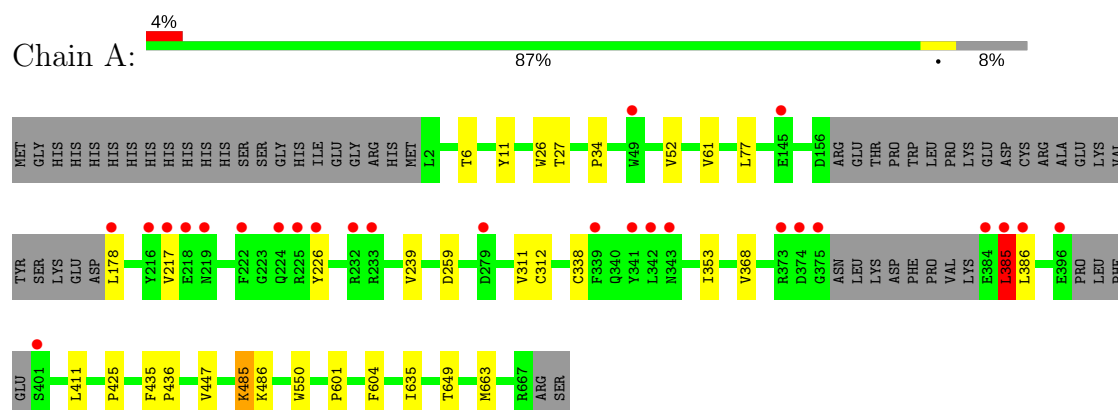 4%
Chain A:
87% • 8%
MET GLY HIS HIS HIS HIS HIS HIS HIS HIS HIS HIS SER SER GLY HIS ILE GLU GLY ARG HIS MET L2 T6 Y11 W26 T27 P34 W49 V52 V61 L77 E145 D156 ARG GLU THR PRO TRP LEU PRO LYS GLU ASP CYS ARG ALA GLU LYS VAL
TYR SER LYS GLU ASP L178 Y216 V217 E218 N219 F222 G223 Q224 R225 Y226 R232 R233 V239 D259 D279 V311 C312 C338 F339 Q340 Y341 L342 N343 I353 V368 R373 D374 G375 ASN LEU LYS ASP PHE PRO VAL LYS E384 L385 L386 E396 PRO LEU PHE
GLU S401 L411 P425 F435 P436 V447 K485 K486 W550 P601 F604 I635 T649 M663 R667 ARG SER